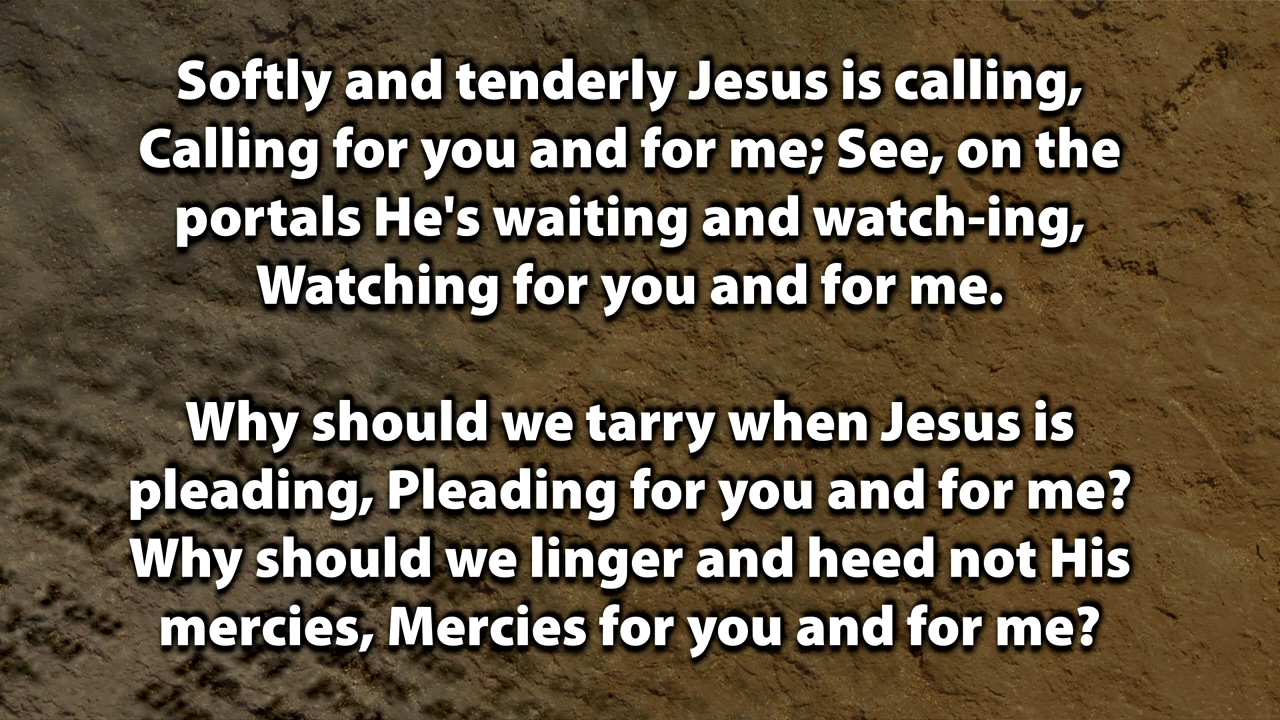 Softly and tenderly Jesus is calling,
Calling for you and for me; See, on the
portals He's waiting and watch-ing,
Watching for you and for me.
Why should we tarry when Jesus is
pleading, Pleading for you and for me?
Why should we linger and heed not His
mercies, Mercies for you and for me?